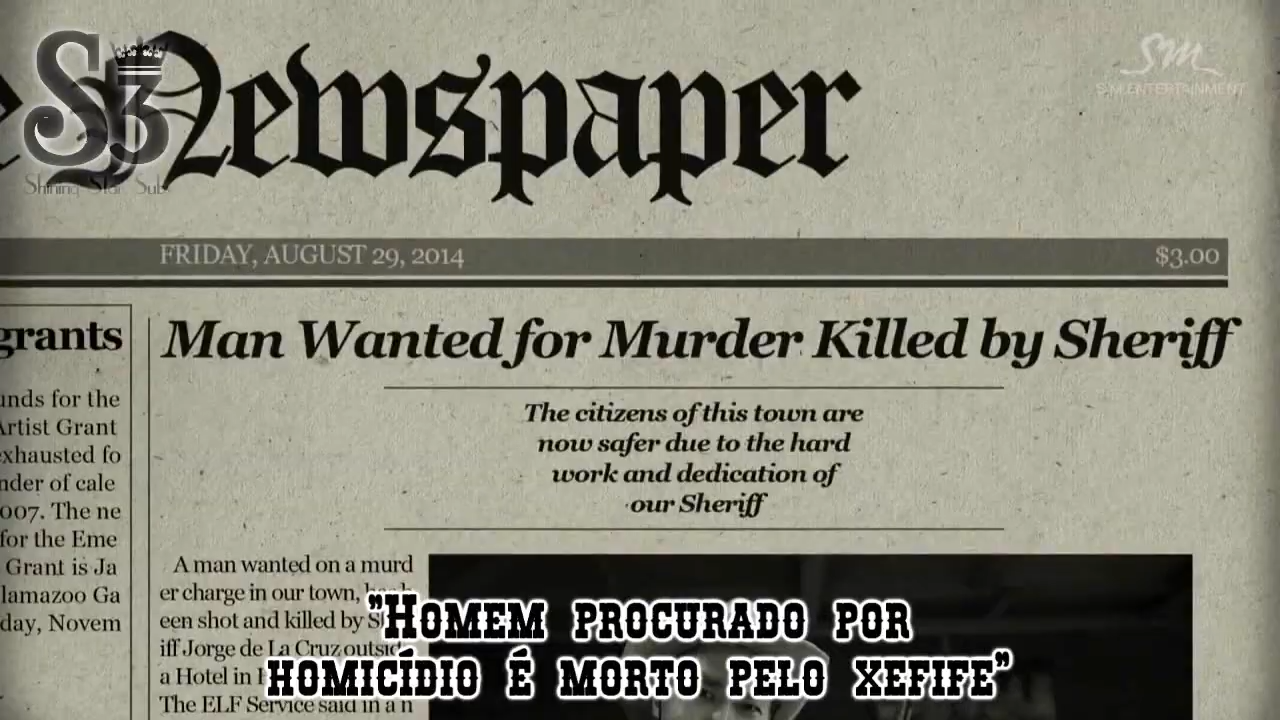 S3
Shining Star Sub
SM
S.M.ENTERTAINMENT
e Newspaper
FRIDAY, AUGUST 29, 2014
$3.00
grants
unds for the
Artist Grant
exhausted fo
nder of cale
007. The ne
for the Eme
Grant is Ja
lamazoo Ga
day, Novem
Man Wanted for Murder Killed by Sheriff
The citizens of this town are
now safer due to the hard
work and dedication of
our Sheriff
A man wanted on a murd
er charge in our town,
een shot and killed by
iff Jorge de La Cruz outsid
a Hotel in
The ELF Service said in a n
"Homem procurado por
homicídio é morto pelo xefife"